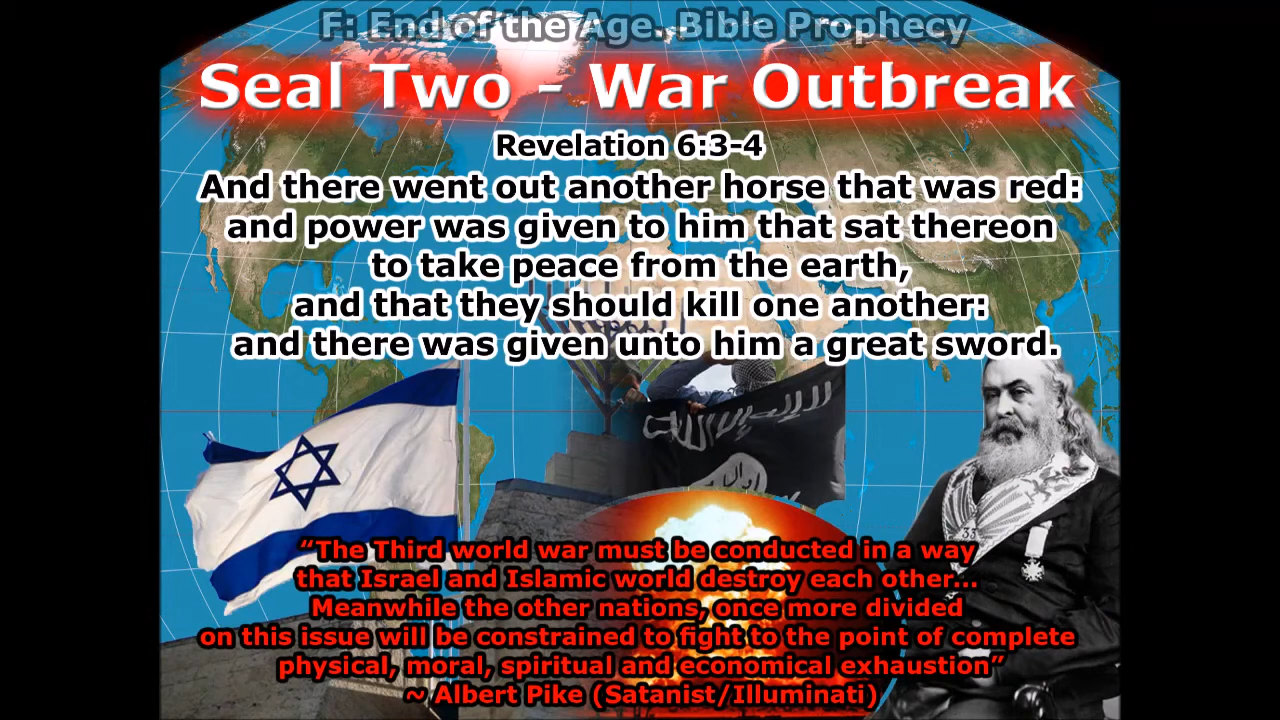 F: End of the Age. Bible Prophecy
Seal Two - War Outbreak
Revelation 6:3-4
And there went out another horse that was red:
and power was given to him that sat thereon
to take peace from the earth,
and that they should kill one another:
and there was given unto him a great sword.
33
“The Third world war must be conducted in a way
that Israel and Islamic world destroy each other...
Meanwhile the other nations, once more divided
on this issue will be constrained to fight to the point of complete
physical, moral, spiritual and economical exhaustion”
~ Albert Pike (Satanist/Illuminati)